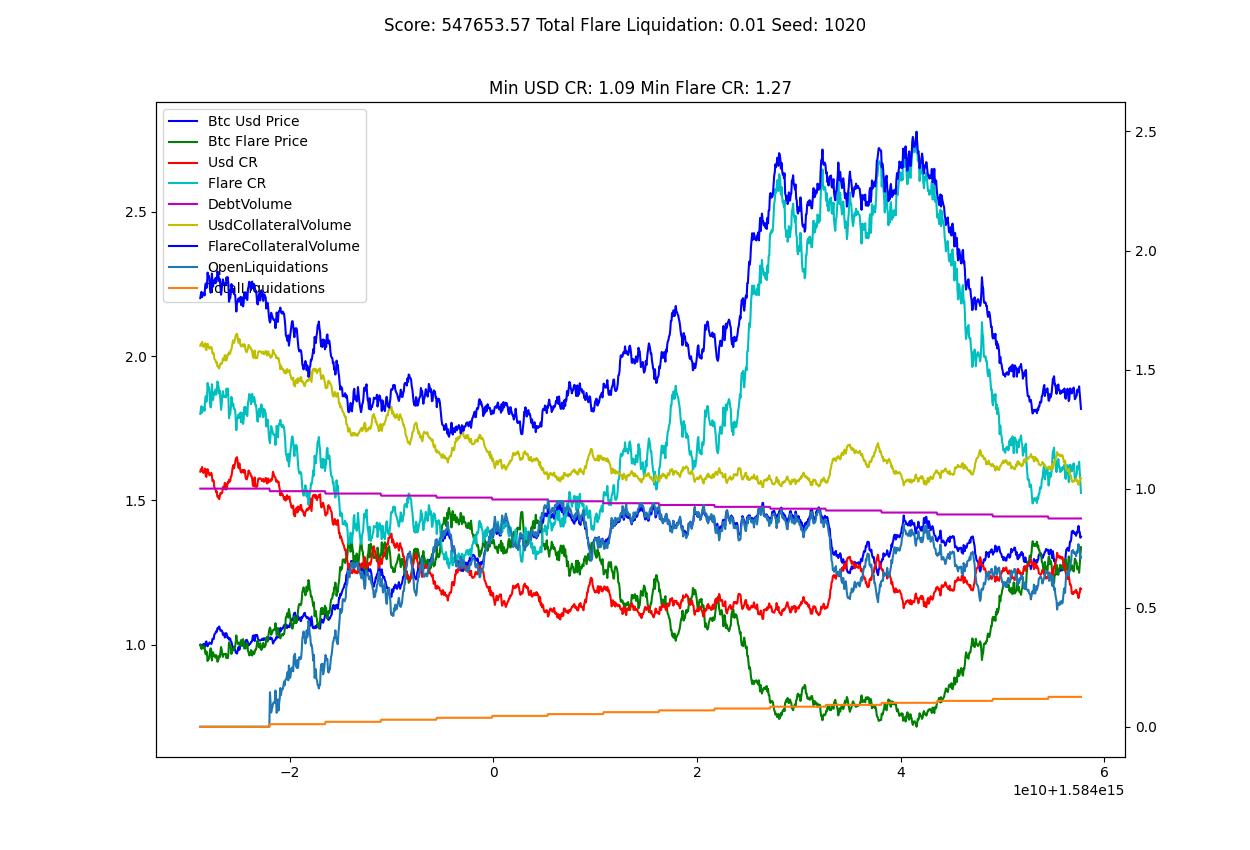 Score: 547653.57 Total Flare Liquidation: 0.01 Seed: 1020
Min USD CR: 1.09 Min Flare CR: 1.27
Btc Usd Price
Btc Flare Price
Usd CR
Flare CR
DebtVolume
UsdCollateralVolume
FlareCollateralVolume
OpenLiquidations
TotalLiquidations
2.5
2.0
1.5
1.0
2.5
2.0
1.5
1.0
0.5
0.0
−2
0
2
4
6
1e10+1.584e15